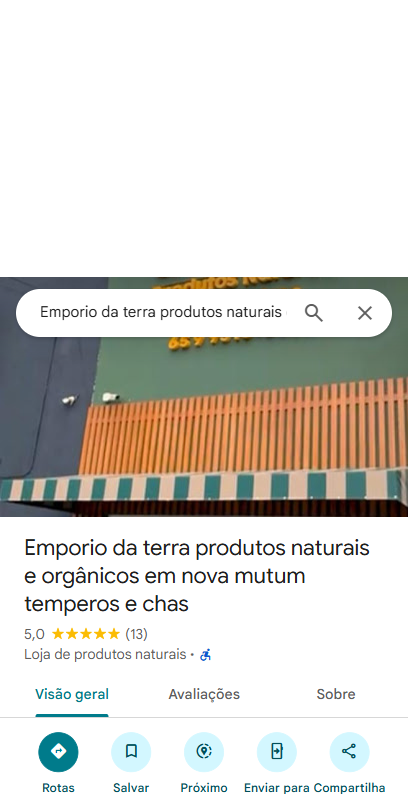 Emporio da terra produtos naturais
Emporio da terra produtos naturais
e orgânicos em nova mutum
temperos e chas
5,0 (13)
Loja de produtos naturais ·
Visão geral Avaliações Sobre
Rotas Salvar Próximo Enviar para Compartilha